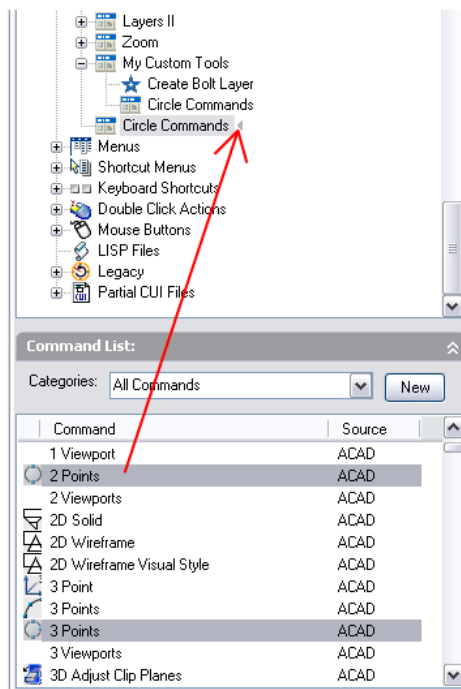 Layers II
Zoom
My Custom Tools
Create Bolt Layer
Circle Commands
Circle Commands
Menus
Shortcut Menus
Keyboard Shortcuts
Double Click Actions
Mouse Buttons
LISP Files
Legacy
Partial CUI Files
Command List:
Categories: All Commands New
Command Source
1 Viewport ACAD
2 Points ACAD
2 Viewports ACAD
2D Solid ACAD
2D Wireframe ACAD
2D Wireframe Visual Style ACAD
3 Point ACAD
3 Points ACAD
3 Points ACAD
3 Viewports ACAD
3D Adjust Clip Planes ACAD